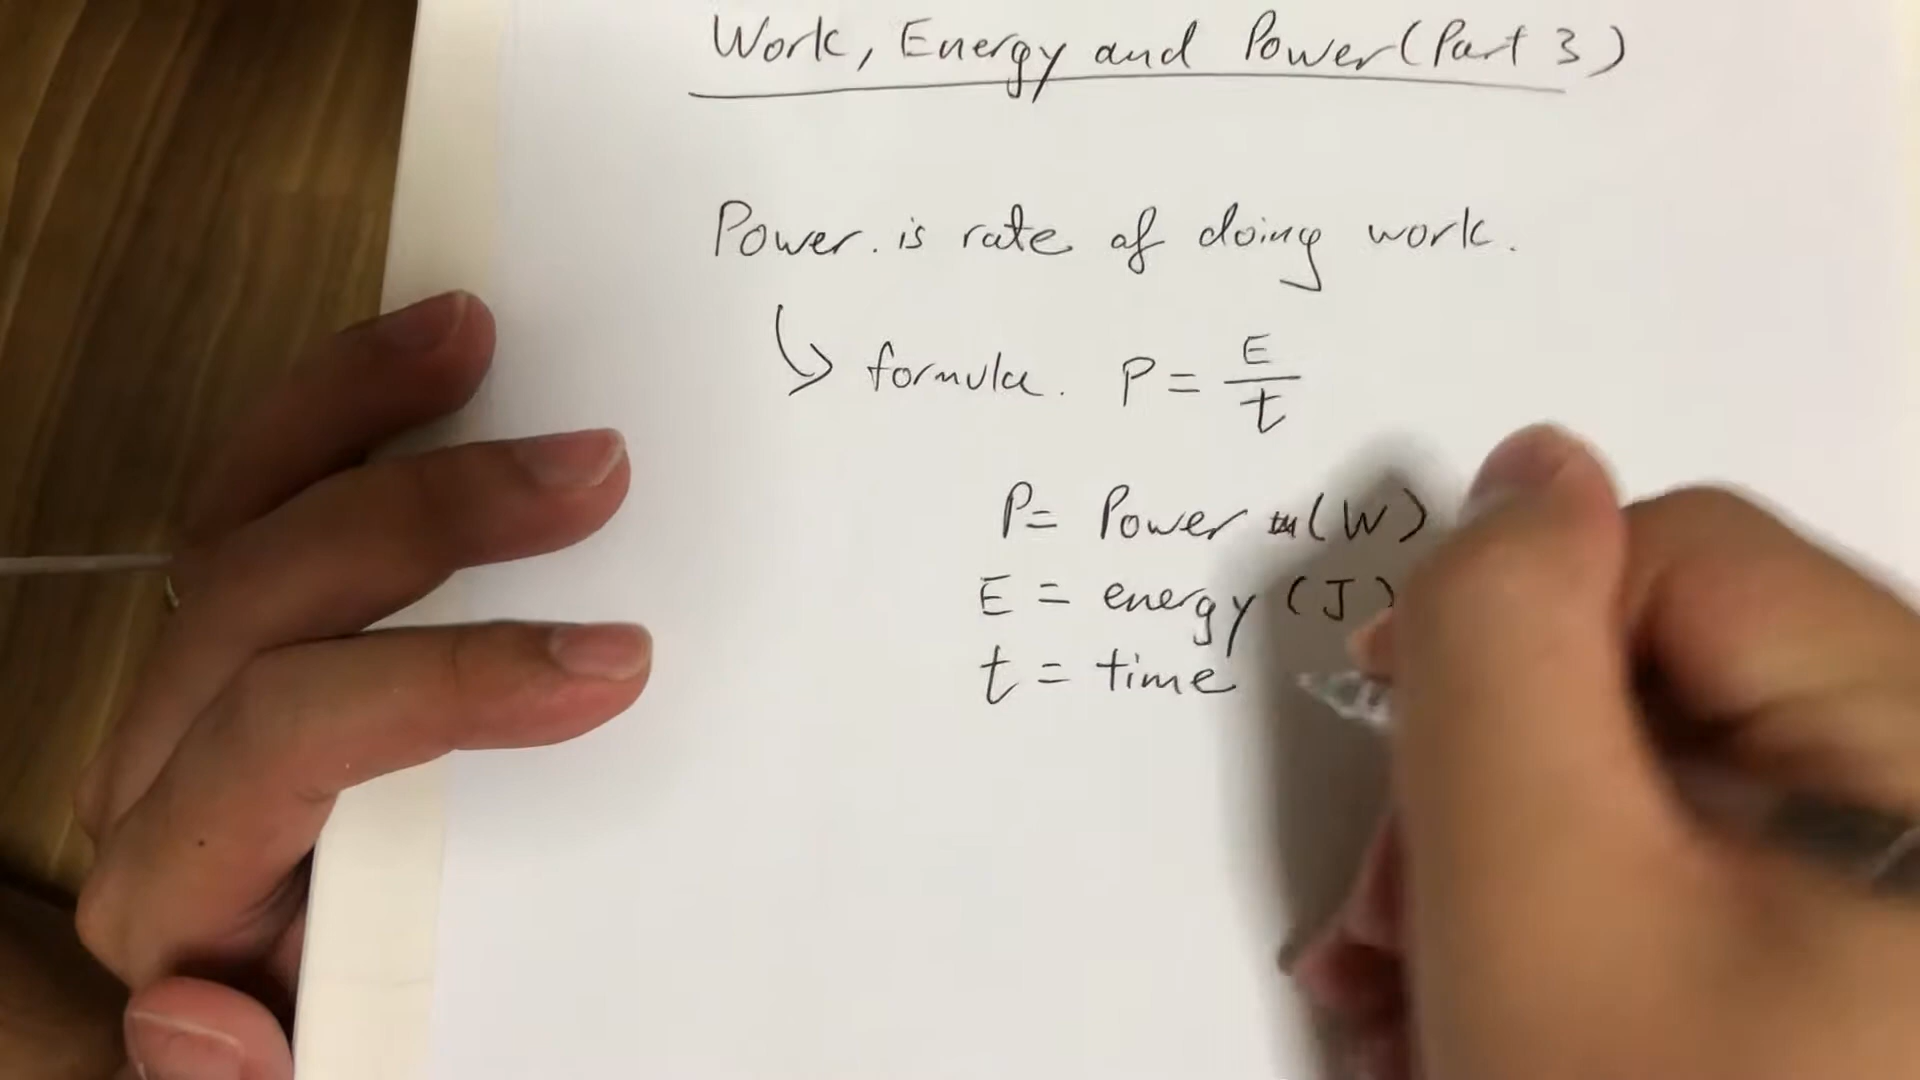 Work, Energy and Power (Part 3)
Power. is rate of doing work.
↳ formula. P = E/t
P = Power (W)
E = energy (J)
t = time